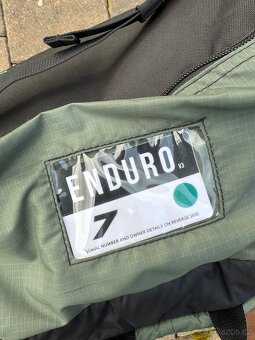 ENDURO
V3
7
SERIAL NUMBER AND OWNER DETAILS ON REVERSE SIDE